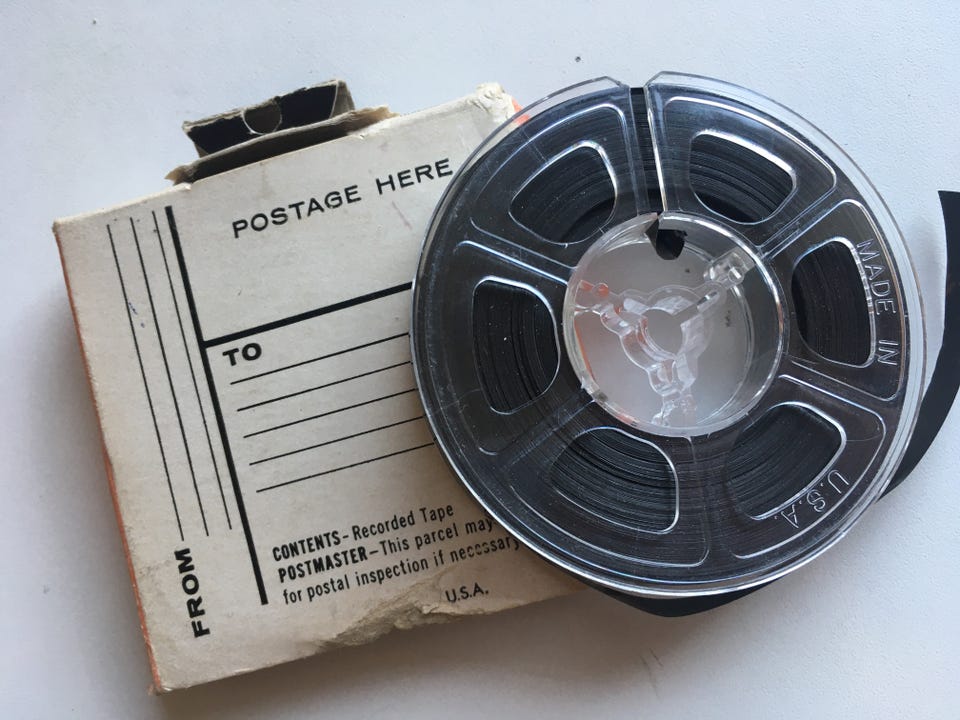 POSTAGE HERE
TO
FROM
CONTENTS-Recorded Tape
POSTMASTER-This parcel may
for postal inspection if necessary
U.S.A.
MADE IN
U.S.A.